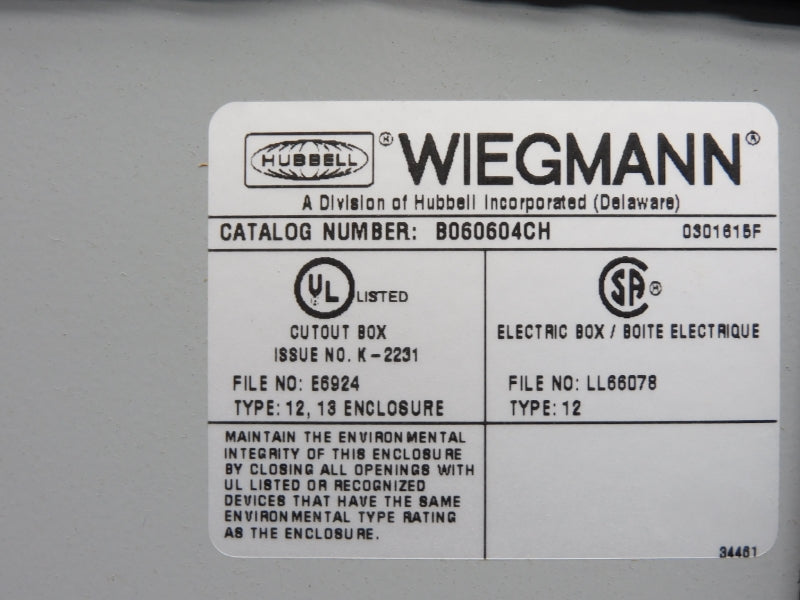 HUBBELL ® WIEGMANN ®
A Division of Hubbell Incorporated (Delaware)
CATALOG NUMBER: B060604CH 0301615F
UL LISTED
CUTOUT BOX
ISSUE NO. K-2231
FILE NO: E6924
TYPE: 12, 13 ENCLOSURE
SA ®
ELECTRIC BOX / BOITE ELECTRIQUE
FILE NO: LL66078
TYPE: 12
MAINTAIN THE ENVIRONMENTAL
INTEGRITY OF THIS ENCLOSURE
BY CLOSING ALL OPENINGS WITH
UL LISTED OR RECOGNIZED
DEVICES THAT HAVE THE SAME
ENVIRONMENTAL TYPE RATING
AS THE ENCLOSURE.
34461